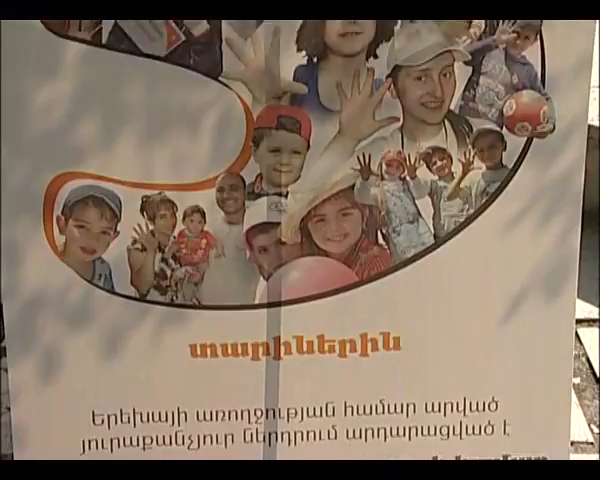 տարիներին
Երեխայի առողջության համար արված
յուրաքանչյուր ներդրում արդարացված է